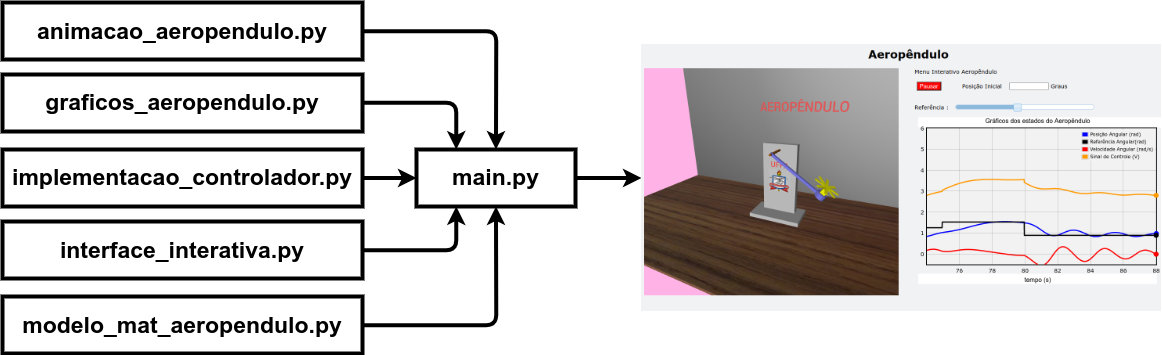 animacao_aeropendulo.py
graficos_aeropendulo.py
implementacao_controlador.py
interface_interativa.py
modelo_mat_aeropendulo.py
main.py
Aeropêndulo
Menu Interativo Aeropêndulo
Pausar Posição Inicial Graus
Referência :
AEROPÊNDULO
Gráficos dos estados do Aeropêndulo
Posição Angular (rad)
Referência Angular(rad)
Velocidade Angular (rad/s)
Sinal de Controle (V)
6
5
4
3
2
1
0
76 78 80 82 84 86 88
tempo (s)